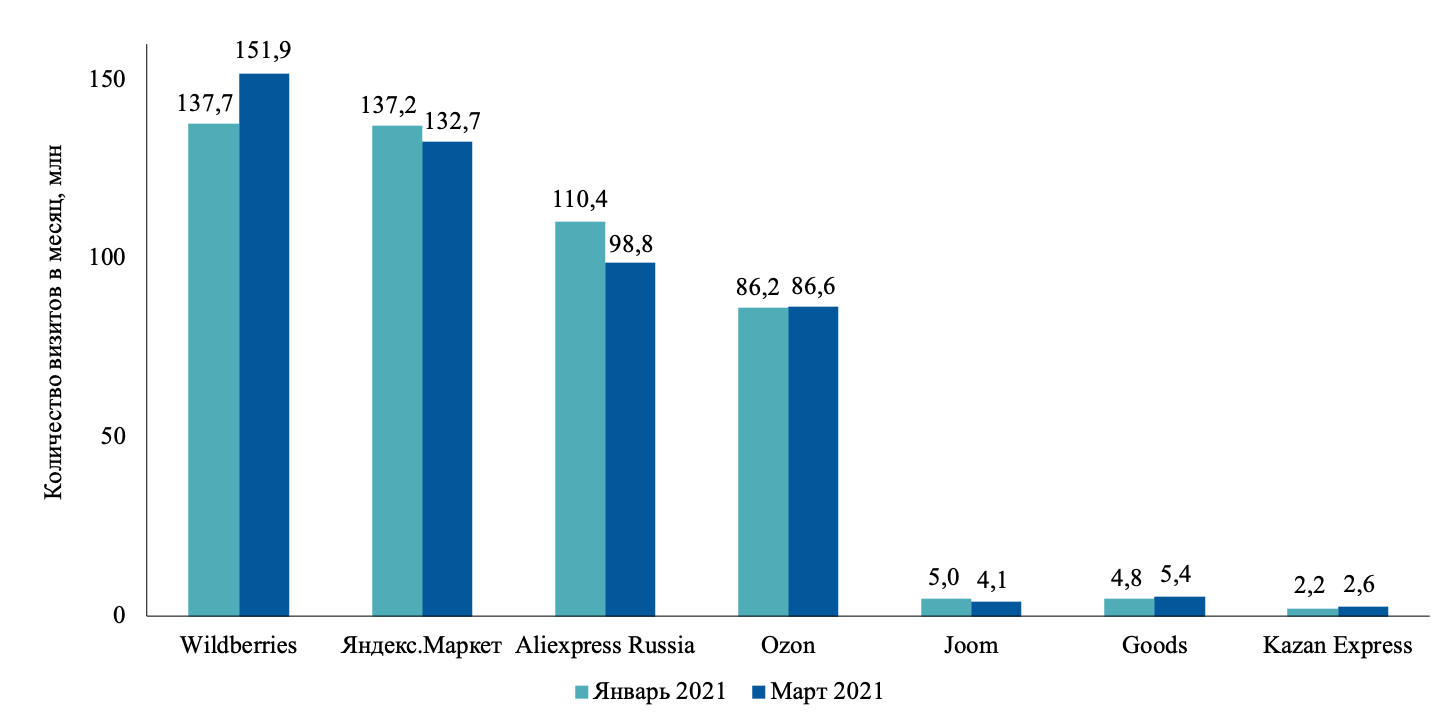 Количество визитов в месяц, млн
150
100
50
0
137,7
151,9
137,2
132,7
110,4
98,8
86,2
86,6
5,0
4,1
4,8
5,4
2,2
2,6
Wildberries
Яндекс.Маркет
Aliexpress Russia
Ozon
Joom
Goods
Kazan Express
Январь 2021
Март 2021